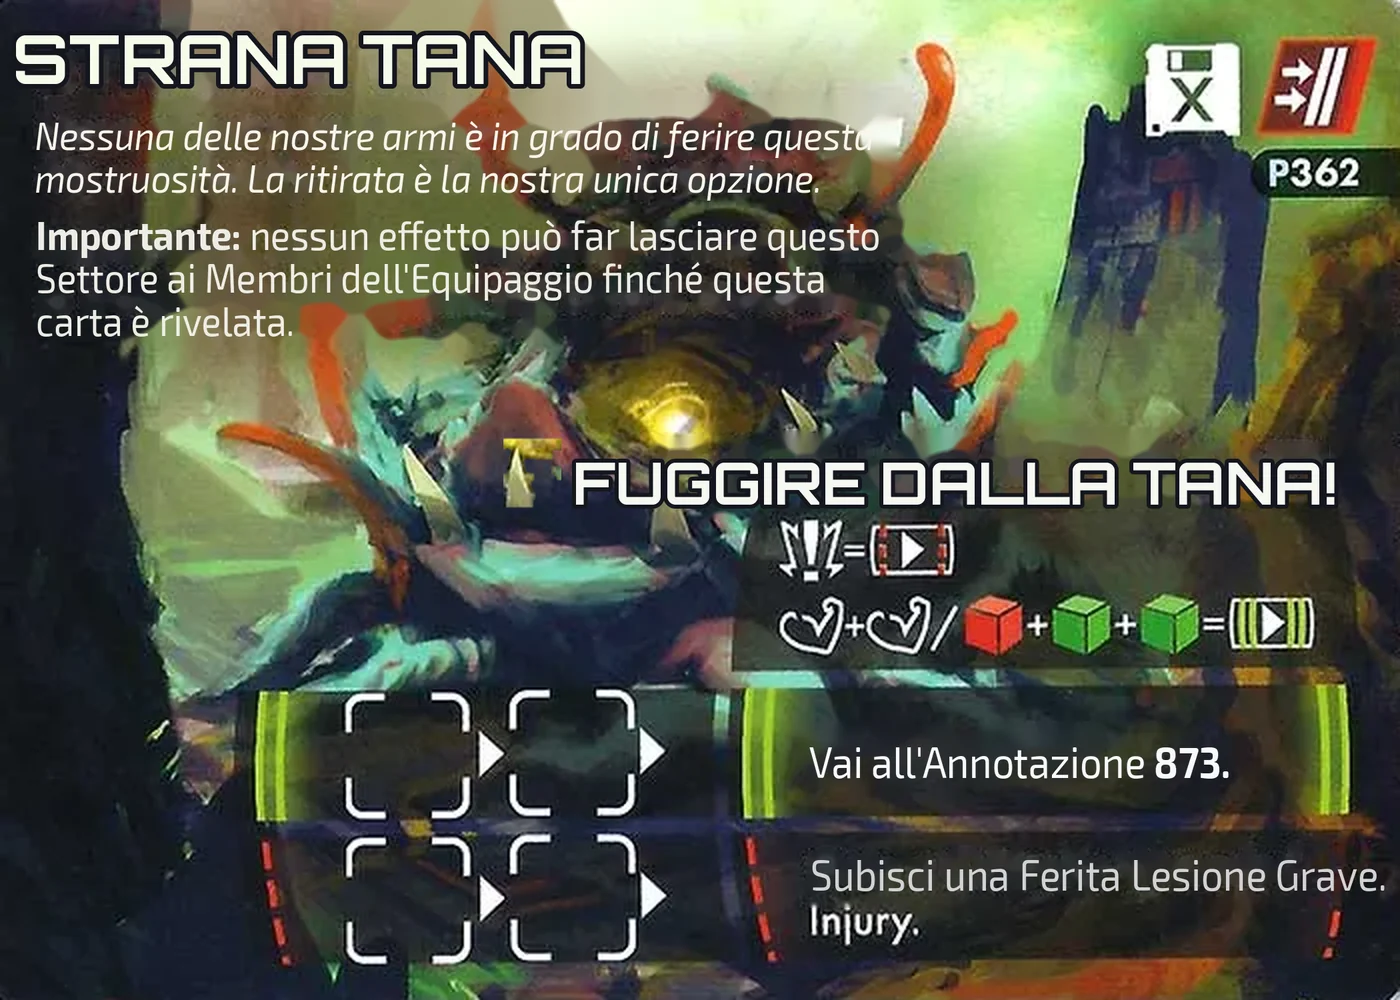 STRANA TANA
X
P362
Nessuna delle nostre armi è in grado di ferire questa
mostruosità. La ritirata è la nostra unica opzione.
Importante: nessun effetto può far lasciare questo
Settore ai Membri dell'Equipaggio finché questa
carta è rivelata.
FUGGIRE DALLA TANA!
!=
+ / + + =
Vai all'Annotazione 873.
Subisci una Ferita Lesione Grave.
Injury.